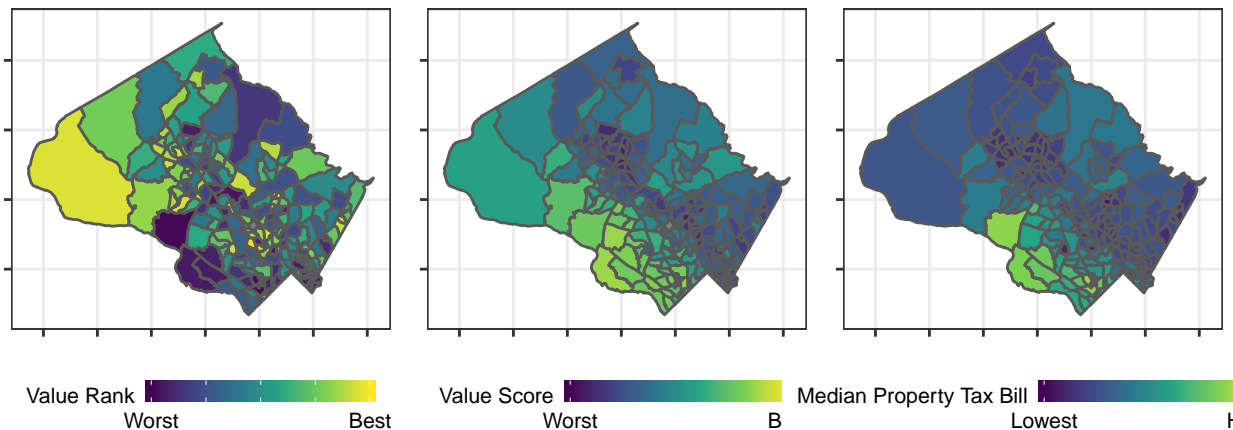 Value Rank
Worst Best
Value Score
Worst B
Median Property Tax Bill
Lowest H